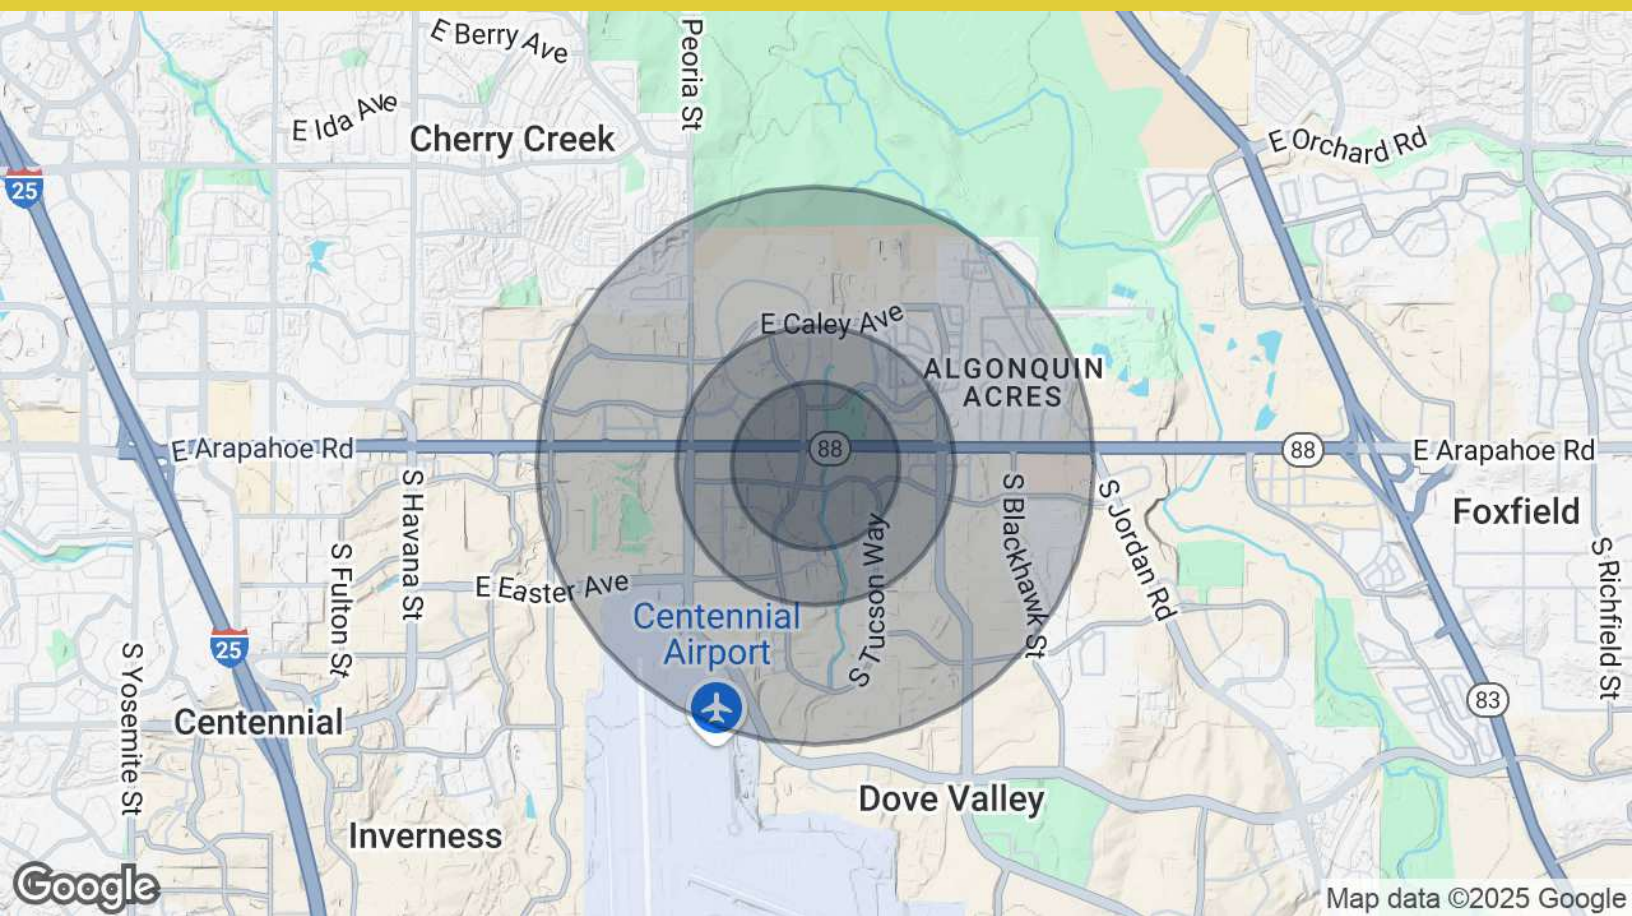 E Berry Ave
Peoria St
E Ida Ave
Cherry Creek
E Orchard Rd
25
E Caley Ave
ALGONQUIN
ACRES
E Arapahoe Rd
88
88
E Arapahoe Rd
S Havana St
S Blackhawk St
S Jordan Rd
Foxfield
S Fulton St
E Easter Ave
S Tucson Way
S Richfield St
Centennial
Airport
25
S Yosemite St
Centennial
83
Dove Valley
Inverness
Google
Map data ©2025 Google